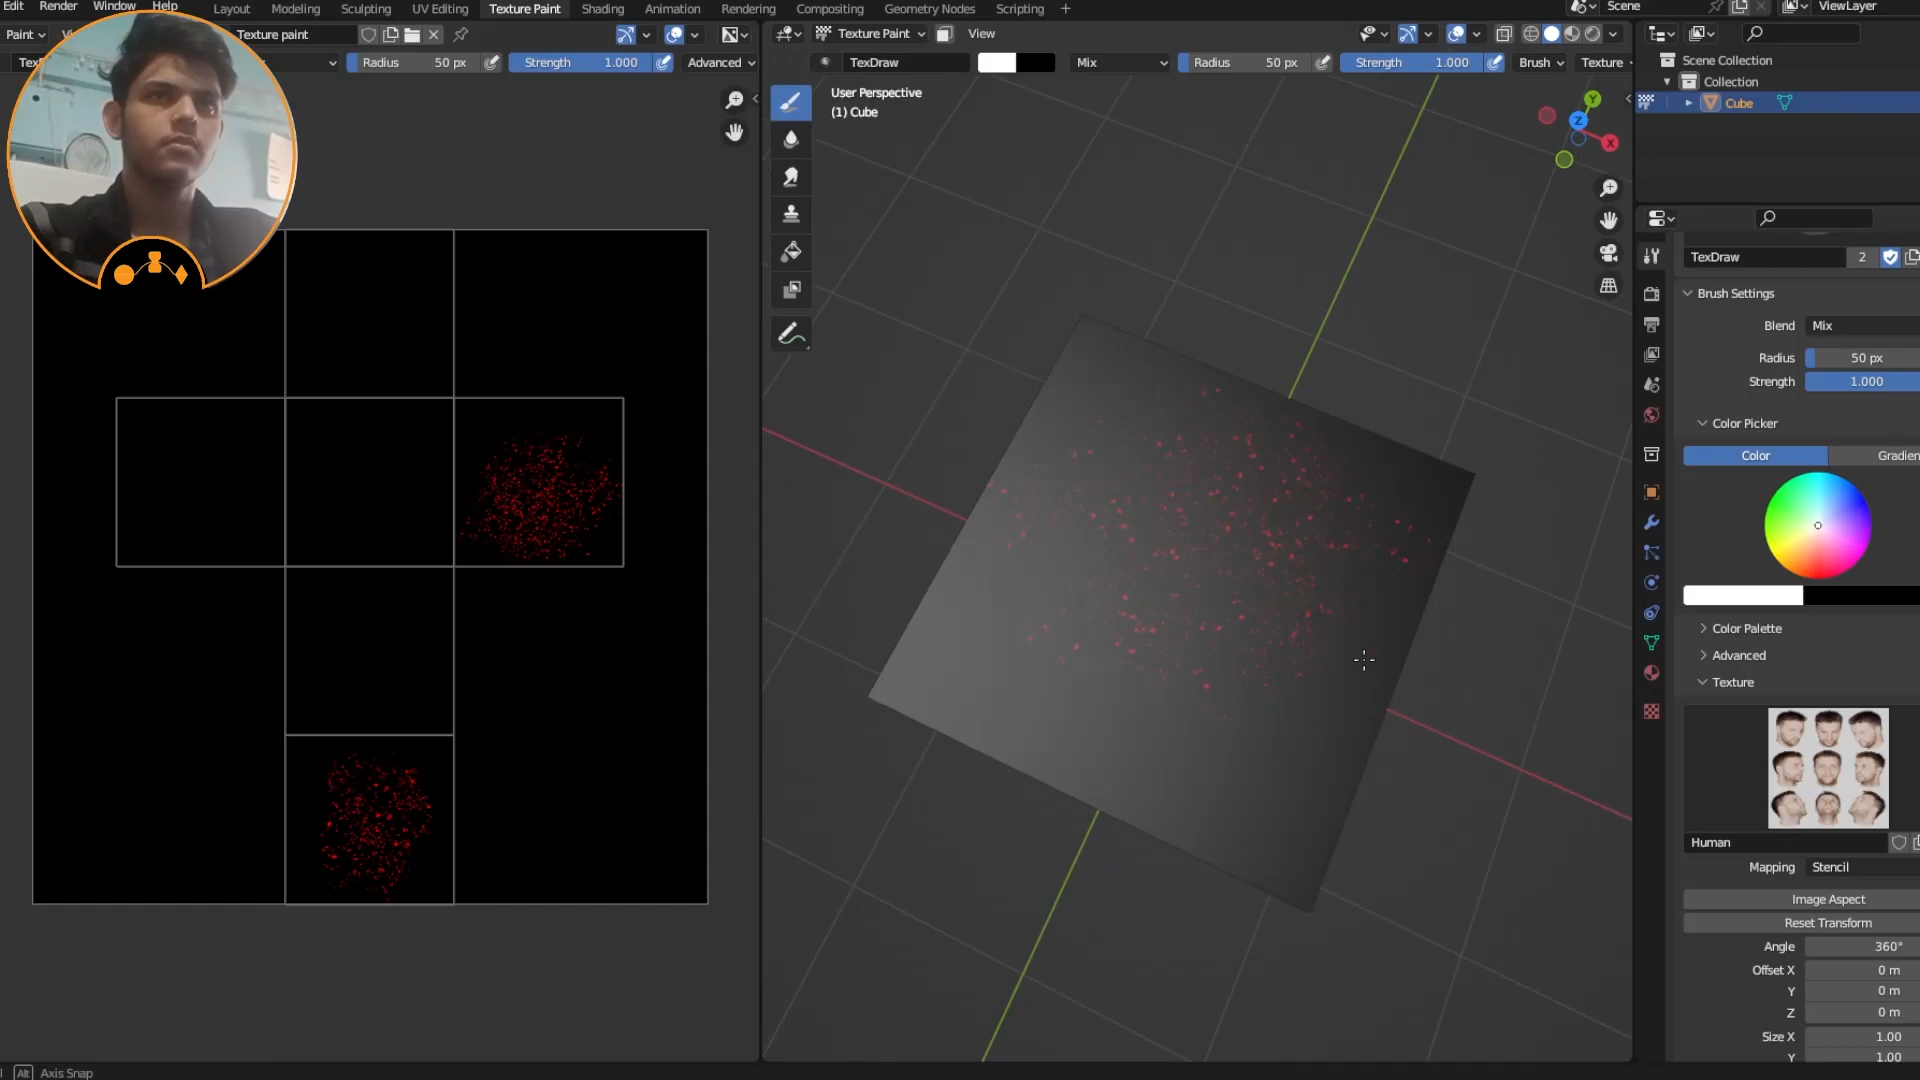 Edit Render Window Help Layout Modeling Sculpting UV Editing Texture Paint Shading Animation Rendering Compositing Geometry Nodes Scripting + Scene ViewLayer
Paint Texture paint Texture Paint View
Radius 50 px Strength 1.000 Advanced TexDraw Mix Radius 50 px Strength 1.000 Brush Texture
User Perspective
(1) Cube
Y
Z
X
Scene Collection
Collection
Cube
TexDraw 2
Brush Settings
Blend Mix
Radius 50 px
Strength 1.000
Color Picker
Color Gradien
Color Palette
Advanced
Texture
Human
Mapping Stencil
Image Aspect
Reset Transform
Angle 360°
Offset X 0 m
Y 0 m
Z 0 m
Size X 1.00
Y 1.00
Alt Axis Snap